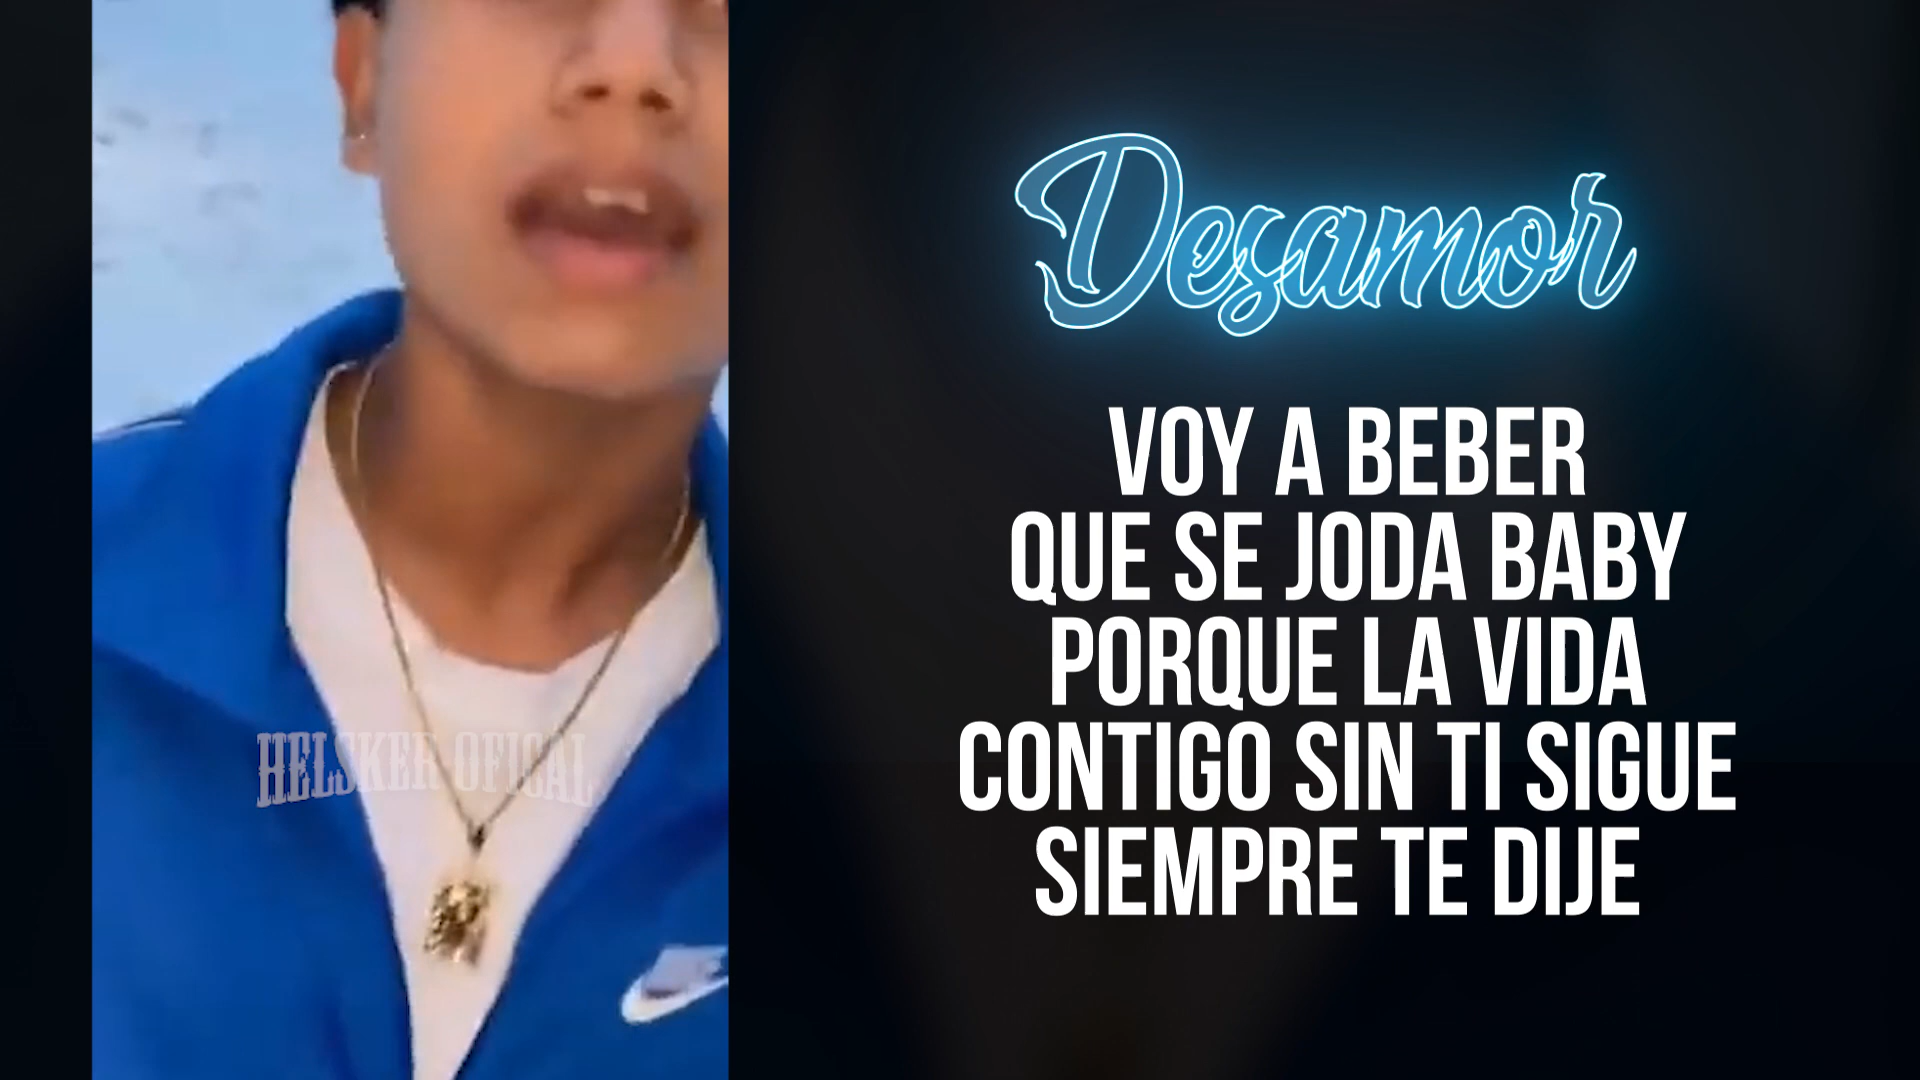 Desamor
VOY A BEBER
QUE SE JODA BABY
PORQUE LA VIDA
CONTIGO SIN TI SIGUE
SIEMPRE TE DIJE
HELSKER OFICAL